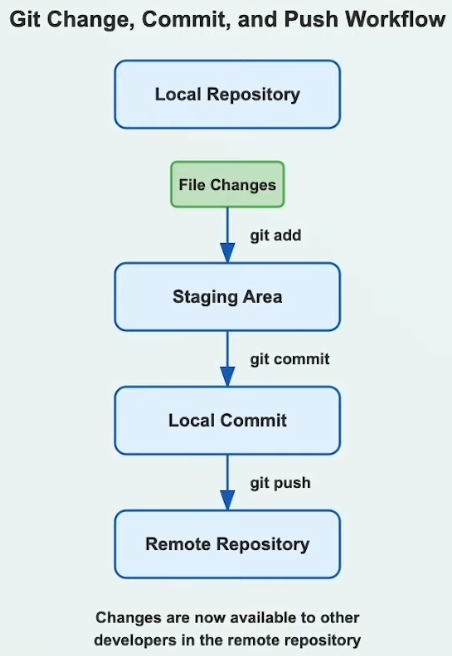 Git Change, Commit, and Push Workflow
Local Repository
File Changes
git add
Staging Area
git commit
Local Commit
git push
Remote Repository
Changes are now available to other
developers in the remote repository